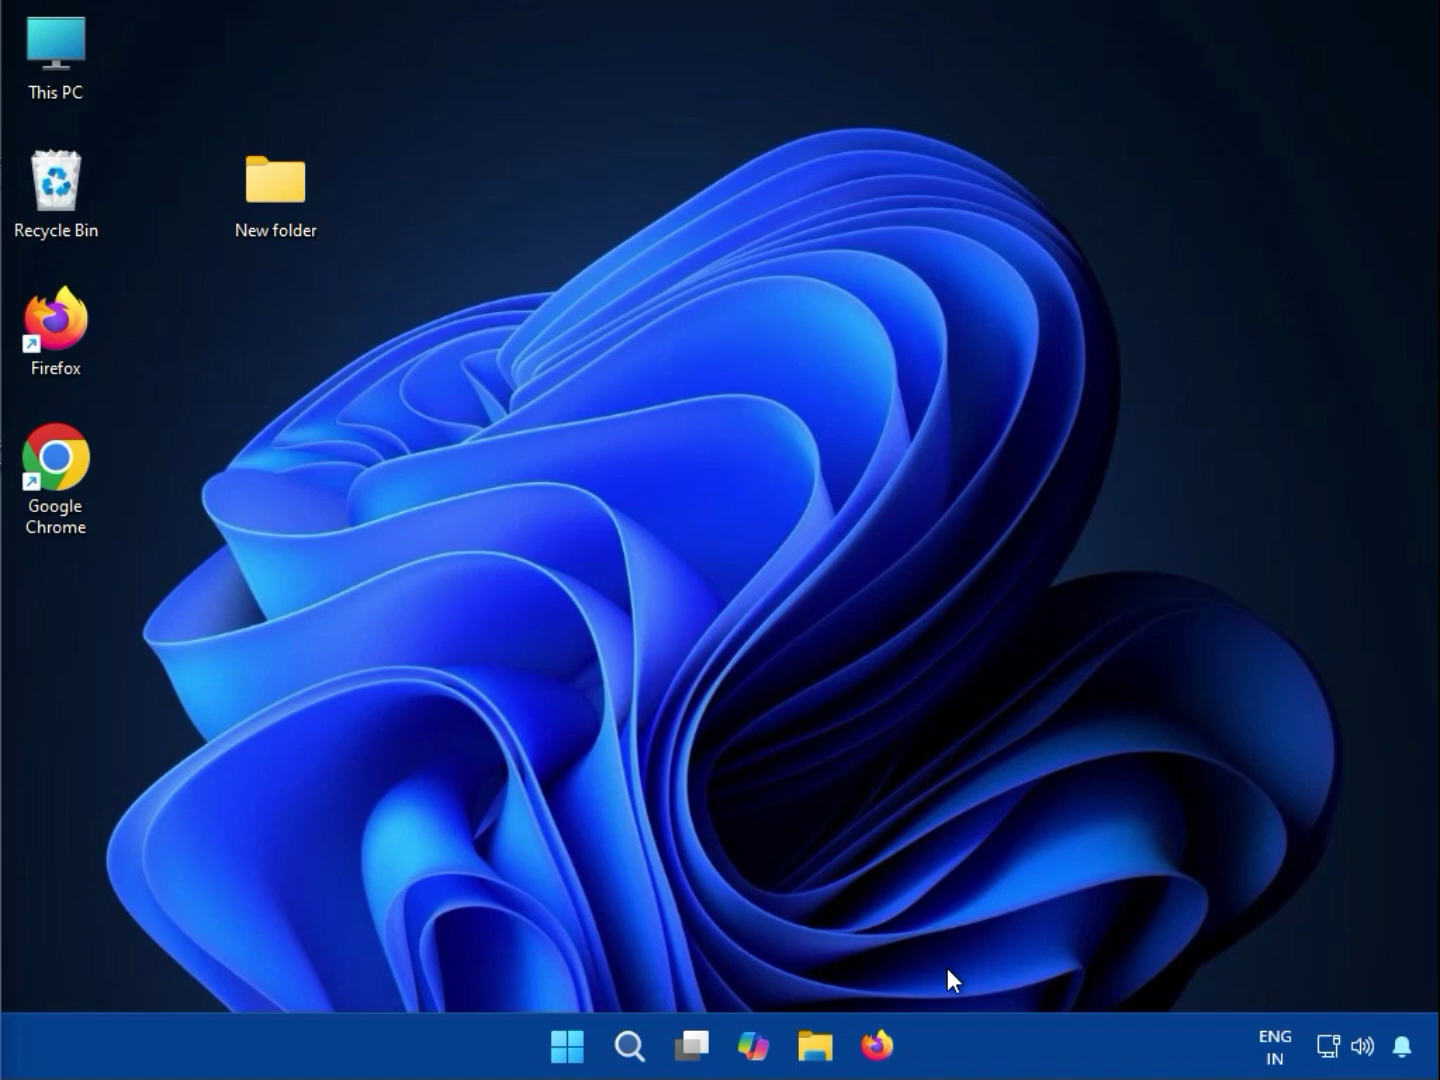 This PC
Recycle Bin
New folder
Firefox
Google
Chrome
ENG
IN